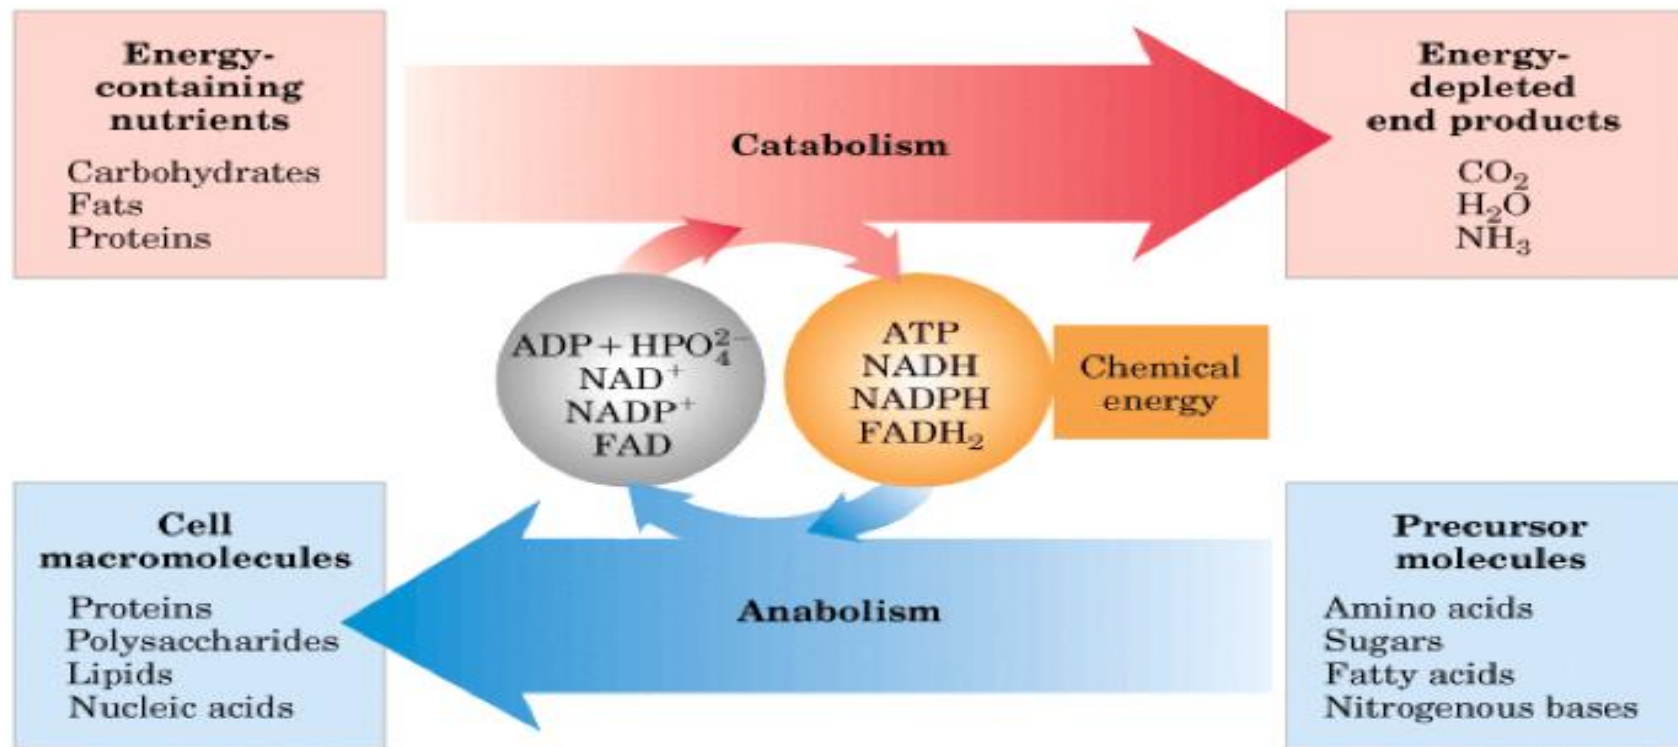 Energy-
containing
nutrients
Carbohydrates
Fats
Proteins
Catabolism
Energy-
depleted
end products
CO₂
H₂O
NH₃
ADP + HPO₄²⁻
NAD⁺
NADP⁺
FAD
ATP
NADH
NADPH
FADH₂
Chemical
energy
Cell
macromolecules
Proteins
Polysaccharides
Lipids
Nucleic acids
Anabolism
Precursor
molecules
Amino acids
Sugars
Fatty acids
Nitrogenous bases